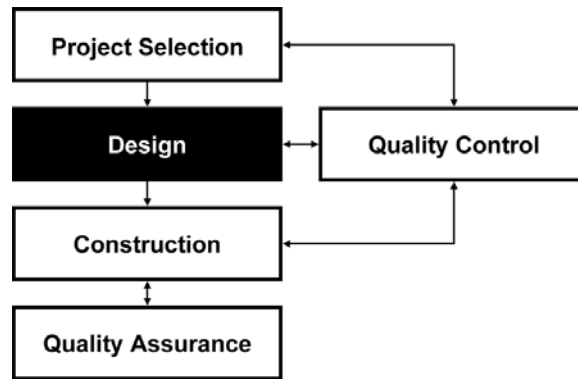 Project Selection
Design
Quality Control
Construction
Quality Assurance